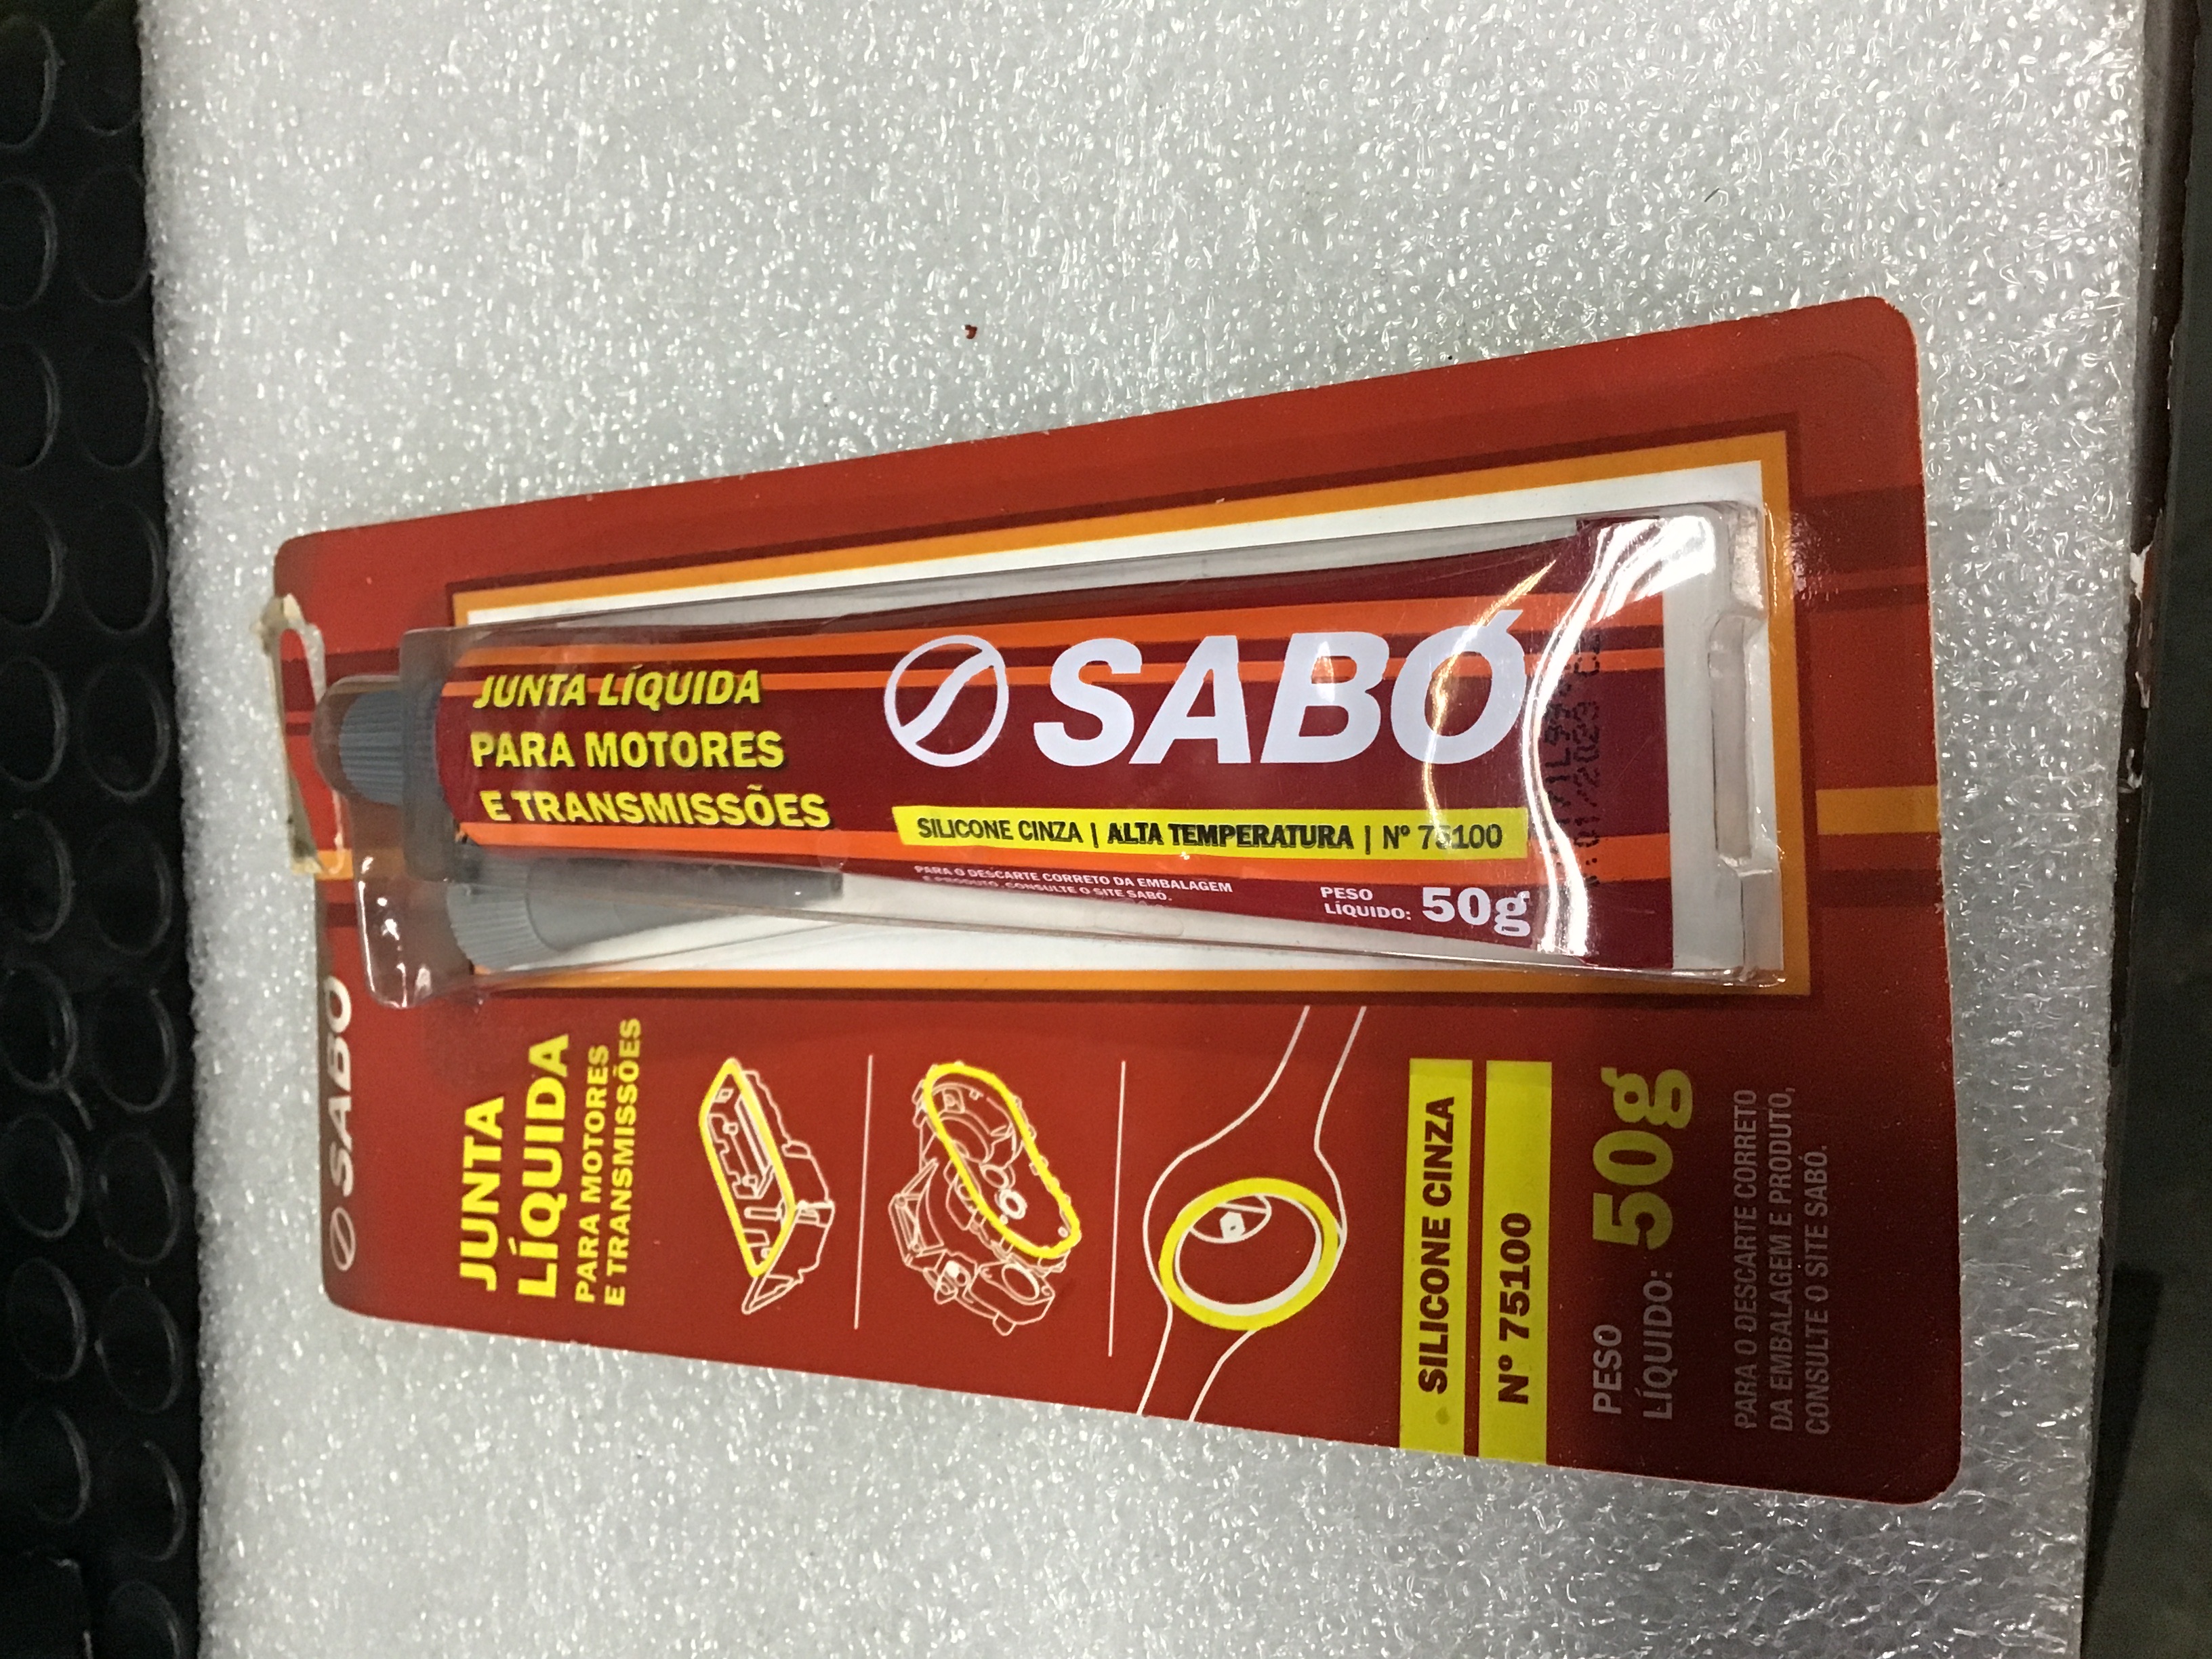 JUNTA LÍQUIDA
PARA MOTORES
E TRANSMISSÕES
SABÓ
SILICONE CINZA | ALTA TEMPERATURA | Nº 75100
PARA O DESCARTE CORRETO DA EMBALAGEM
E PRODUTO, CONSULTE O SITE SABÓ.
PESO
LÍQUIDO: 50g
SABÓ
JUNTA
LÍQUIDA
PARA MOTORES
E TRANSMISSÕES
SILICONE CINZA
Nº 75100
PESO
LÍQUIDO: 50g
PARA O DESCARTE CORRETO
DA EMBALAGEM E PRODUTO,
CONSULTE O SITE SABÓ.